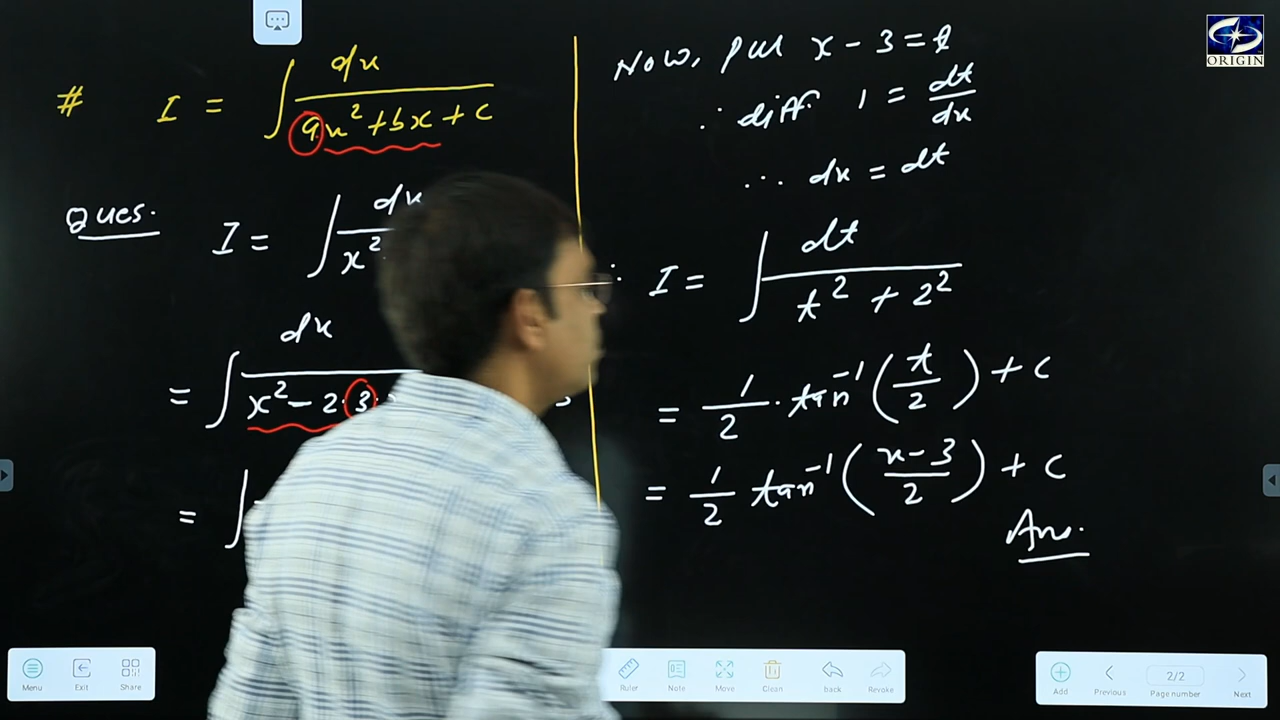 # I = ∫ dx / (ax² + bx + c)
Ques. I = ∫ dx / x²
= ∫ dx / x² - 2·3·
= ∫
Now, put x - 3 = t
∴ diff. 1 = dt/dx
∴ dx = dt
∴ I = ∫ dt / (t² + 2²)
= 1/2 · tan⁻¹ (t/2) + c
= 1/2 tan⁻¹ ((x-3)/2) + c
Ans.
ORIGIN
Menu Exit Share
Ruler Note Move Clean back Revoke
Add Previous 2/2 Page number Next